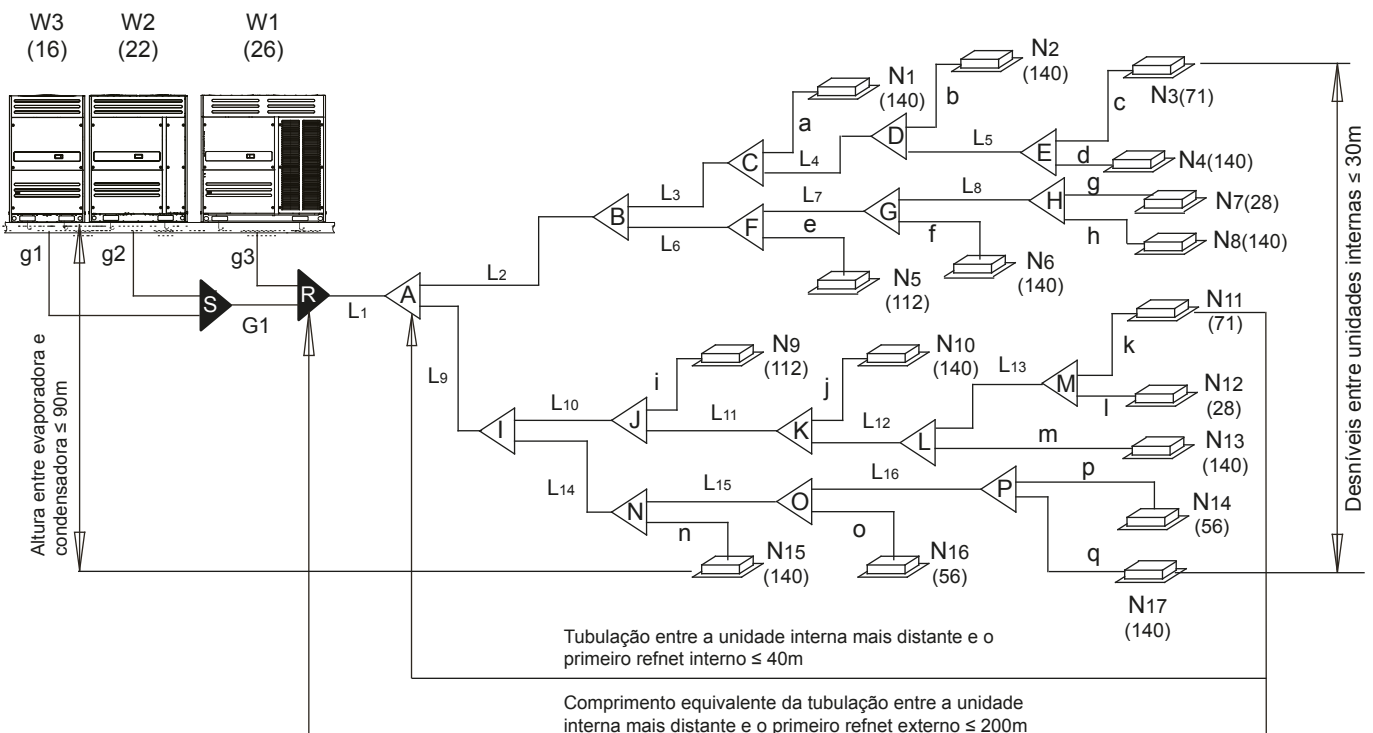 W3
(16)
W2
(22)
W1
(26)
N1
(140)
N2
(140)
N3(71)
N4(140)
N7(28)
N8(140)
N5
(112)
N6
(140)
N9
(112)
N10
(140)
N11
(71)
N12
(28)
N13
(140)
N14
(56)
N15
(140)
N16
(56)
N17
(140)
g1
g2
g3
S
G1
R
L1
A
L2
B
L3
C
a
L4
D
b
L5
E
c
d
L6
F
L7
e
G
L8
f
H
g
h
L9
I
L10
J
i
L11
K
j
L12
L
L13
M
k
l
m
L14
N
L15
n
O
L16
o
P
p
q
Altura entre evaporadora e
condensadora ≤ 90m
Desníveis entre unidades internas ≤ 30m
Tubulação entre a unidade interna mais distante e o
primeiro refnet interno ≤ 40m
Comprimento equivalente da tubulação entre a unidade
interna mais distante e o primeiro refnet externo ≤ 200m